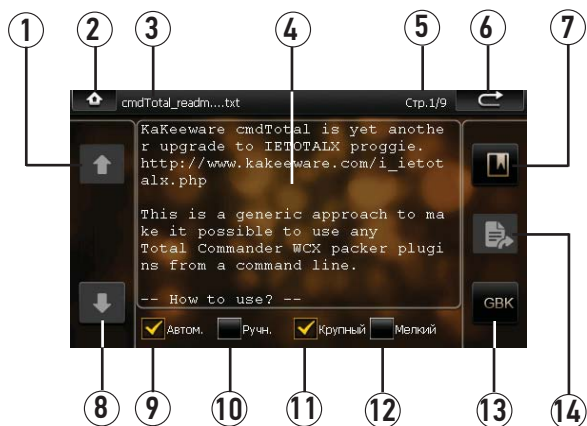 1 2 3 4 5 6 7
cmdTotal_readm....txt Стр.1/9
KaKeeware cmdTotal is yet anothe
r upgrade to IETOTALX proggie.
http://www.kakeeware.com/i_ietot
alx.php
This is a generic approach to ma
ke it possible to use any
Total Commander WCX packer plugi
ns from a command line.
-- How to use? --
GBK
Автом. Ручн. Крупный Мелкий
8 9 10 11 12 13 14